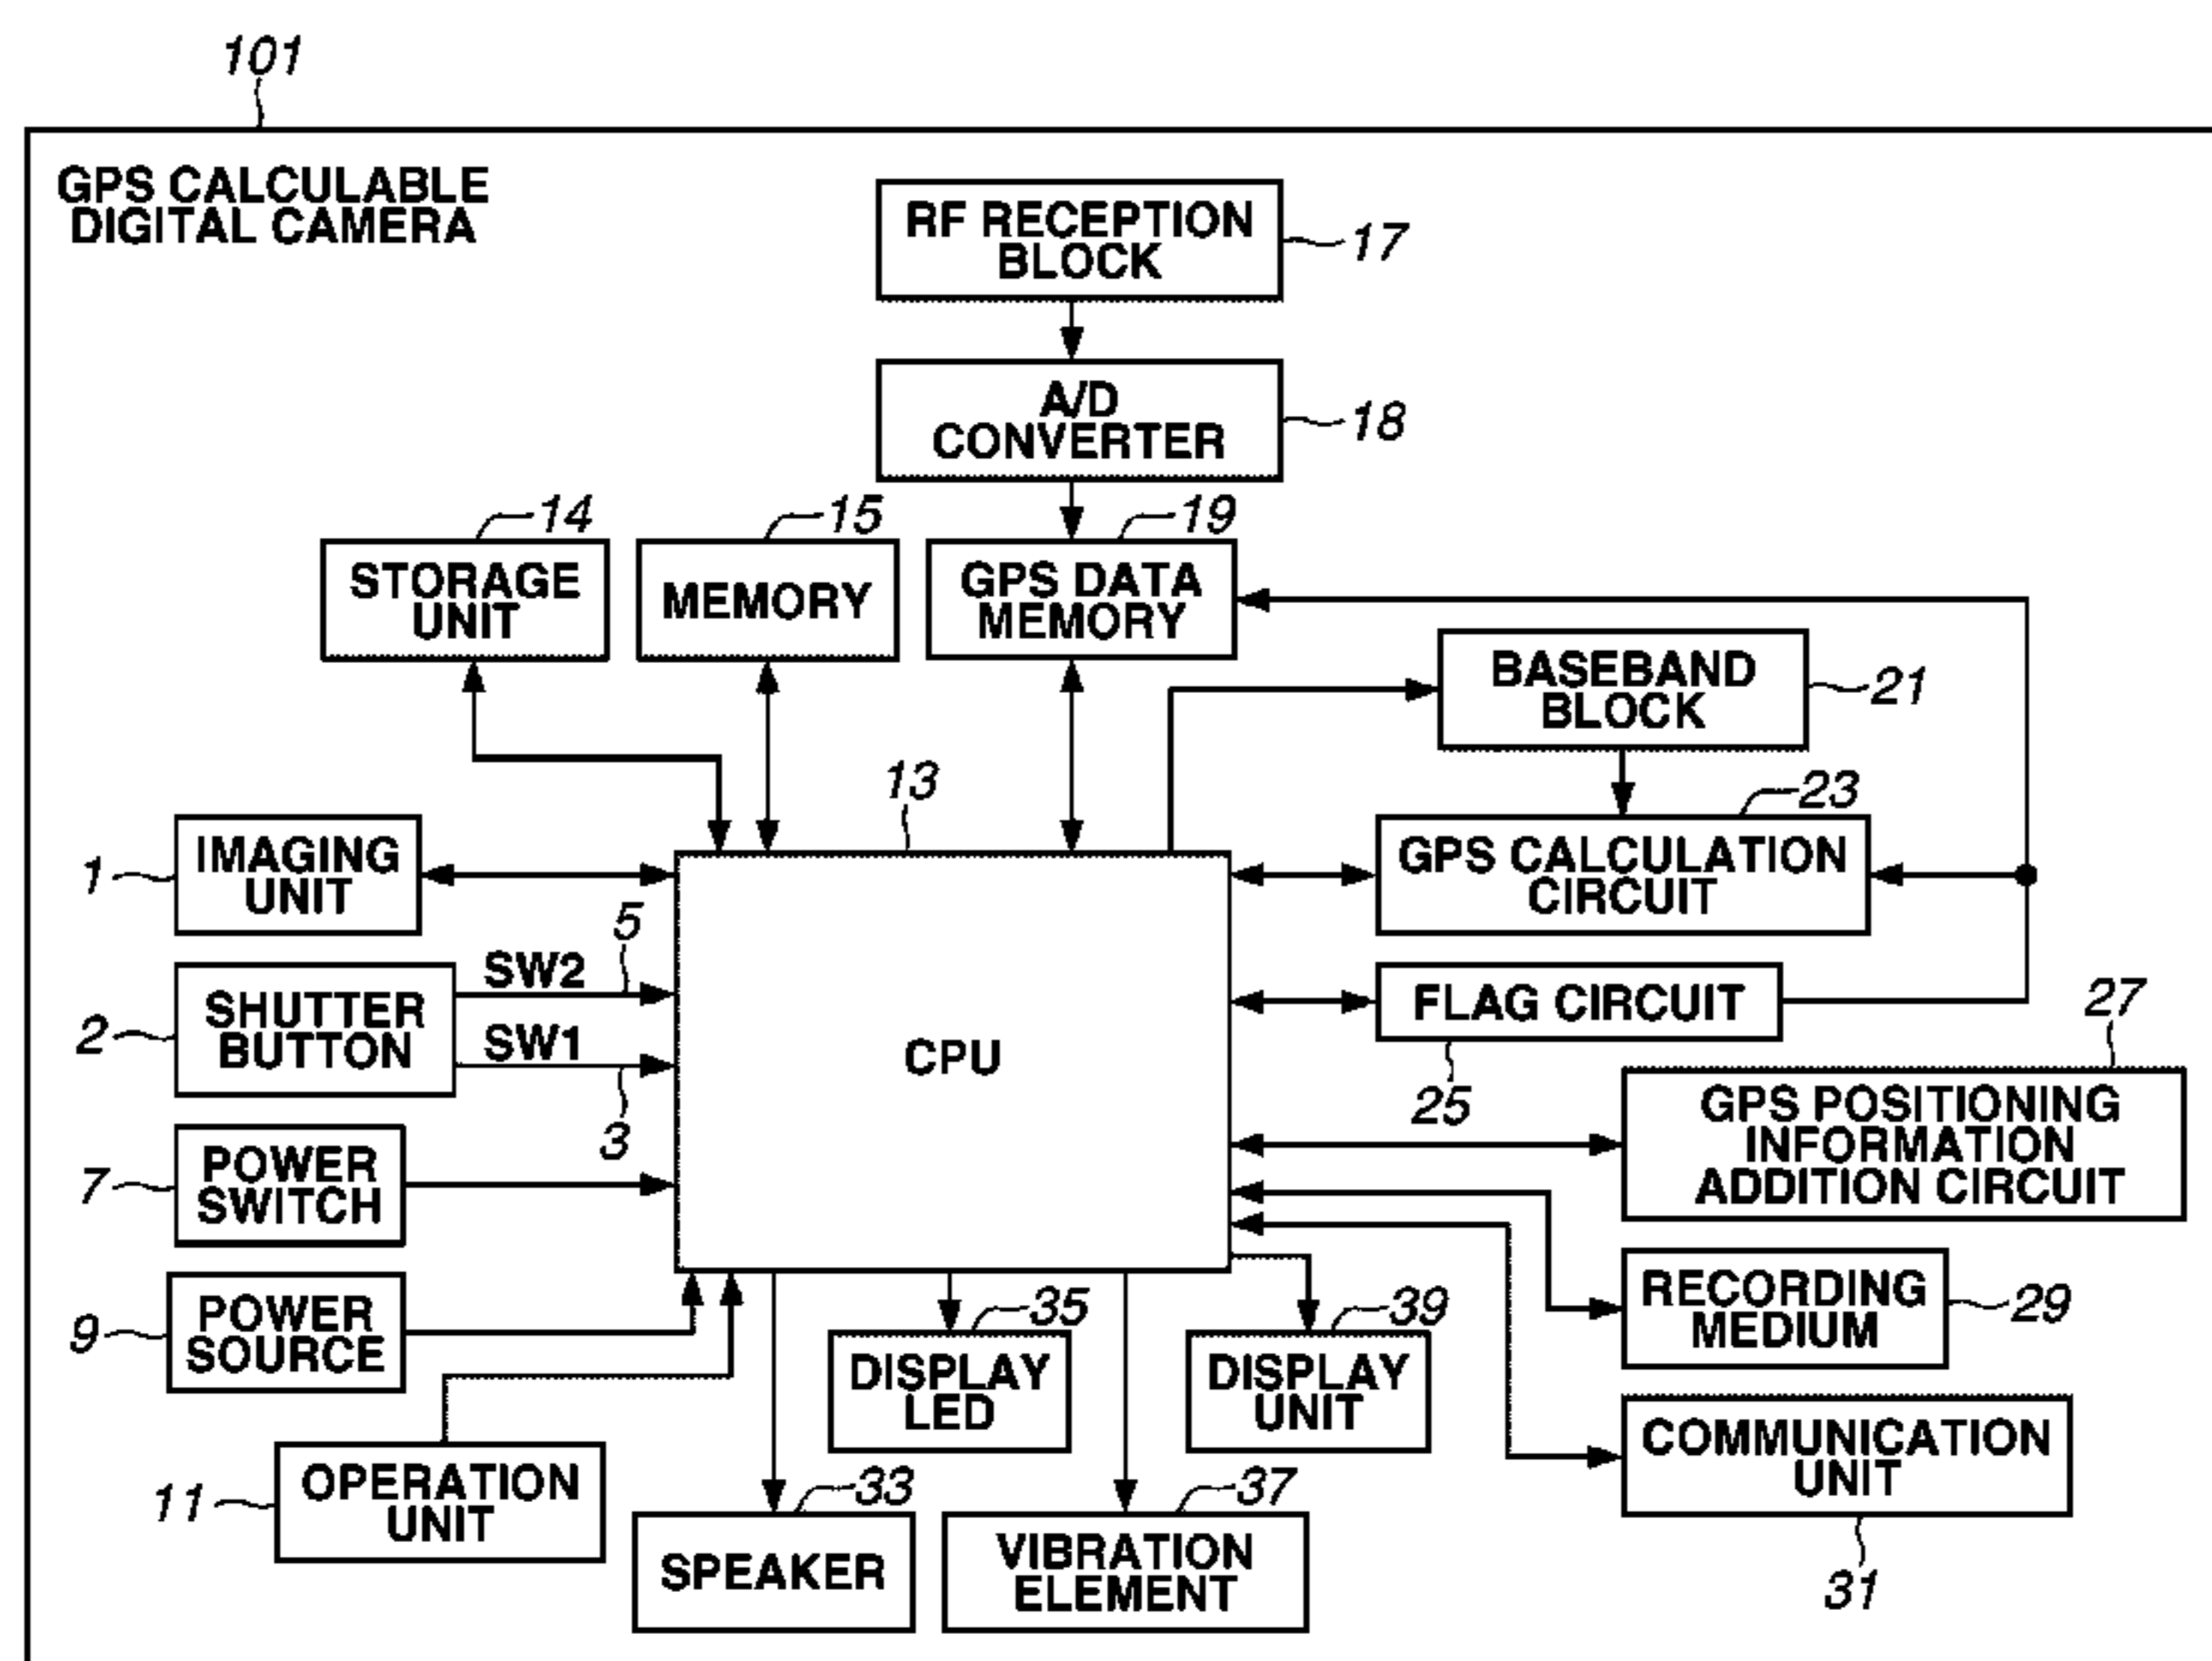 101
GPS CALCULABLE
DIGITAL CAMERA
RF RECEPTION
BLOCK
17
A/D
CONVERTER
18
14
15
19
STORAGE
UNIT
MEMORY
GPS DATA
MEMORY
BASEBAND
BLOCK
21
13
23
1
IMAGING
UNIT
GPS CALCULATION
CIRCUIT
5
SW2
2
SHUTTER
BUTTON
SW1
3
CPU
FLAG CIRCUIT
25
27
7
POWER
SWITCH
GPS POSITIONING
INFORMATION
ADDITION CIRCUIT
9
POWER
SOURCE
35
DISPLAY
LED
39
DISPLAY
UNIT
RECORDING
MEDIUM
29
11
OPERATION
UNIT
33
SPEAKER
37
VIBRATION
ELEMENT
COMMUNICATION
UNIT
31